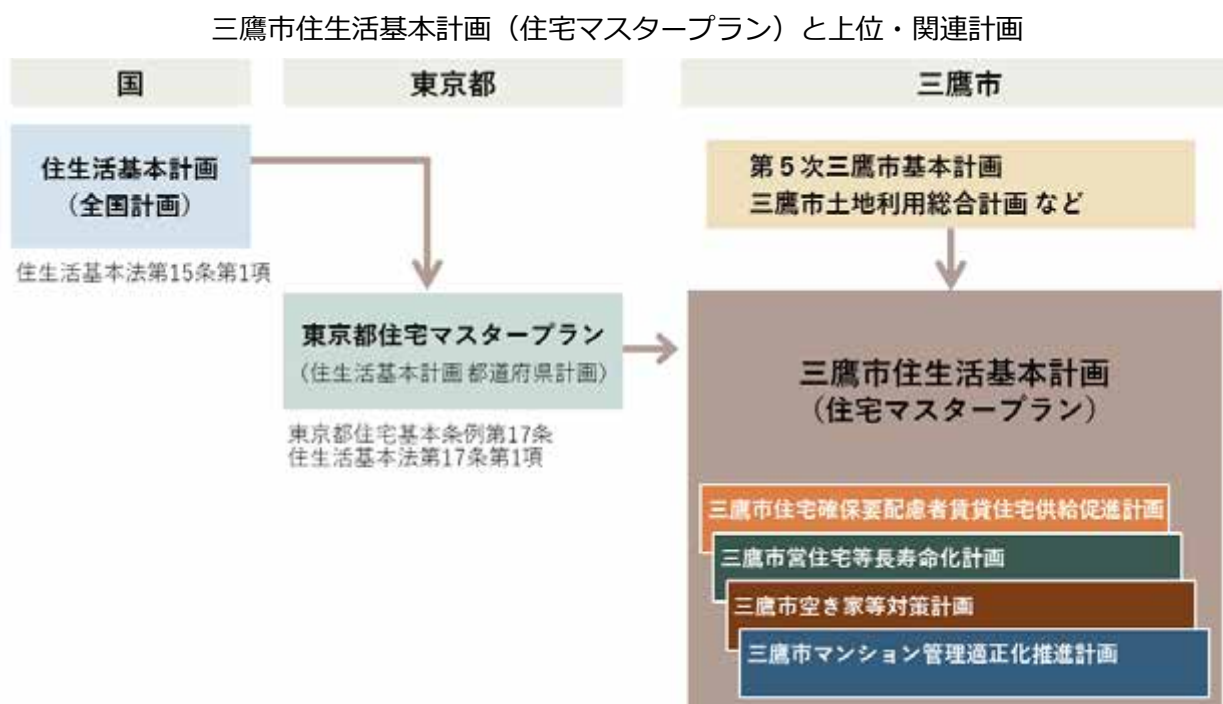 三鷹市住生活基本計画（住宅マスタープラン）と上位・関連計画
国
東京都
三鷹市
住生活基本計画
（全国計画）
住生活基本法第15条第1項
東京都住宅マスタープラン
（住生活基本計画 都道府県計画）
東京都住宅基本条例第17条
住生活基本法第17条第1項
第５次三鷹市基本計画
三鷹市土地利用総合計画 など
三鷹市住生活基本計画
（住宅マスタープラン）
三鷹市住宅確保要配慮者賃貸住宅供給促進計画
三鷹市営住宅等長寿命化計画
三鷹市空き家等対策計画
三鷹市マンション管理適正化推進計画